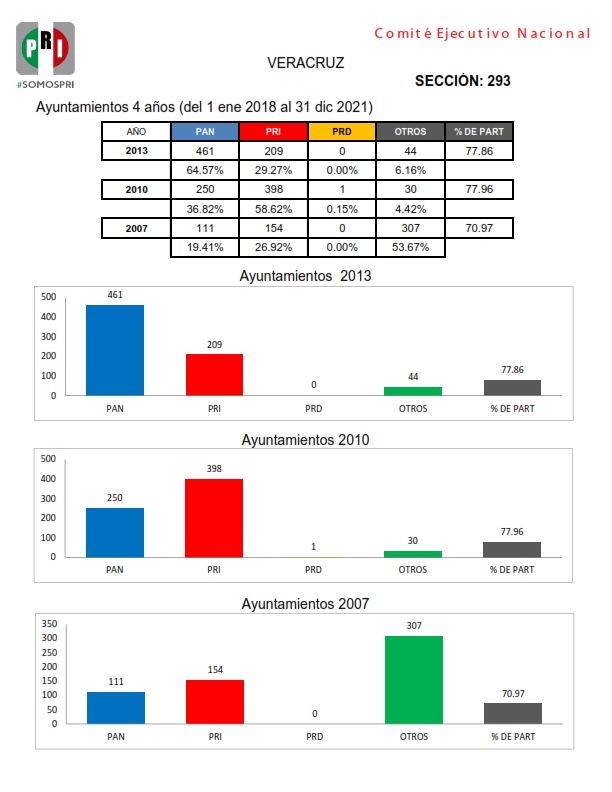 PRI
#SOMOSPRI
Comité Ejecutivo Nacional
VERACRUZ
SECCIÓN: 293
Ayuntamientos 4 años (del 1 ene 2018 al 31 dic 2021)
AÑO PAN PRI PRD OTROS % DE PART
2013 461 209 0 44 77.86
64.57% 29.27% 0.00% 6.16%
2010 250 398 1 30 77.96
36.82% 58.62% 0.15% 4.42%
2007 111 154 0 307 70.97
19.41% 26.92% 0.00% 53.67%
Ayuntamientos 2013
500
400
300
200
100
0
461
209
0
44
77.86
PAN PRI PRD OTROS % DE PART
Ayuntamientos 2010
500
400
300
200
100
0
250
398
1
30
77.96
PAN PRI PRD OTROS % DE PART
Ayuntamientos 2007
350
300
250
200
150
100
50
0
111
154
0
307
70.97
PAN PRI PRD OTROS % DE PART